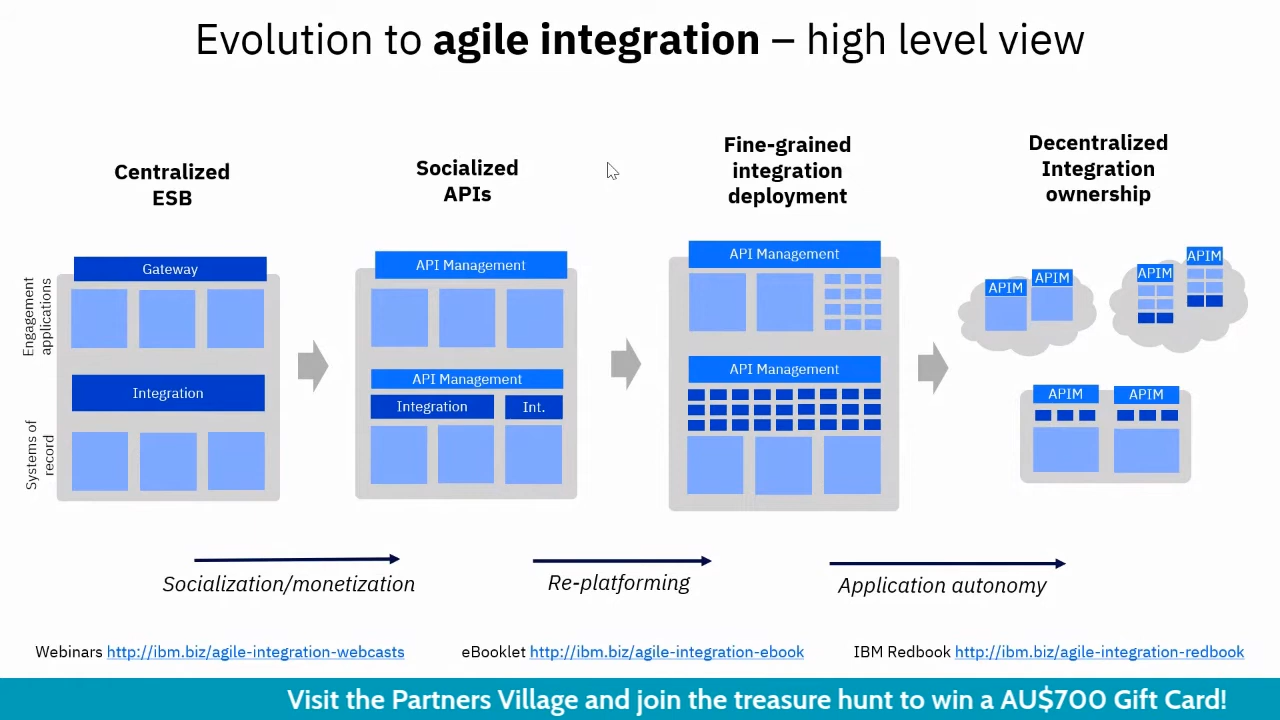 Evolution to agile integration – high level view
Centralized
ESB
Socialized
APIs
Fine-grained
integration
deployment
Decentralized
Integration
ownership
Engagement
applications
Systems of
record
Gateway
Integration
API Management
API Management
Integration
Int.
API Management
API Management
APIM
APIM
APIM
APIM
APIM
APIM
Socialization/monetization
Re-platforming
Application autonomy
Webinars http://ibm.biz/agile-integration-webcasts
eBooklet http://ibm.biz/agile-integration-ebook
IBM Redbook http://ibm.biz/agile-integration-redbook
Visit the Partners Village and join the treasure hunt to win a AU$700 Gift Card!